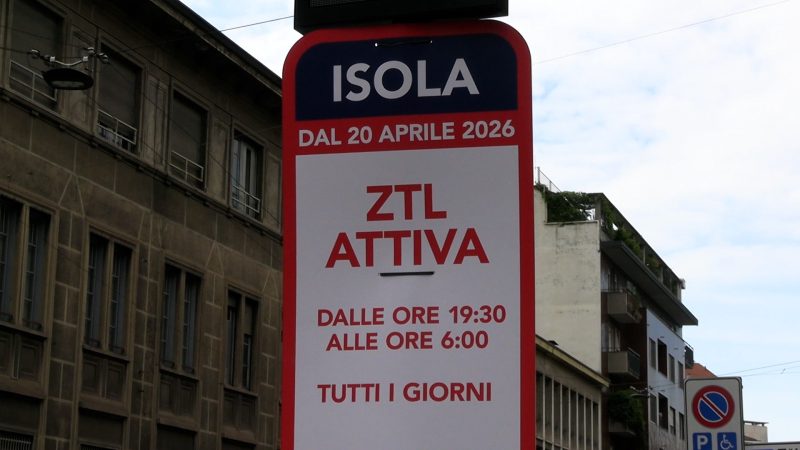 ISOLA
DAL 20 APRILE 2026
ZTL
ATTIVA
DALLE ORE 19:30
ALLE ORE 6:00
TUTTI I GIORNI
P